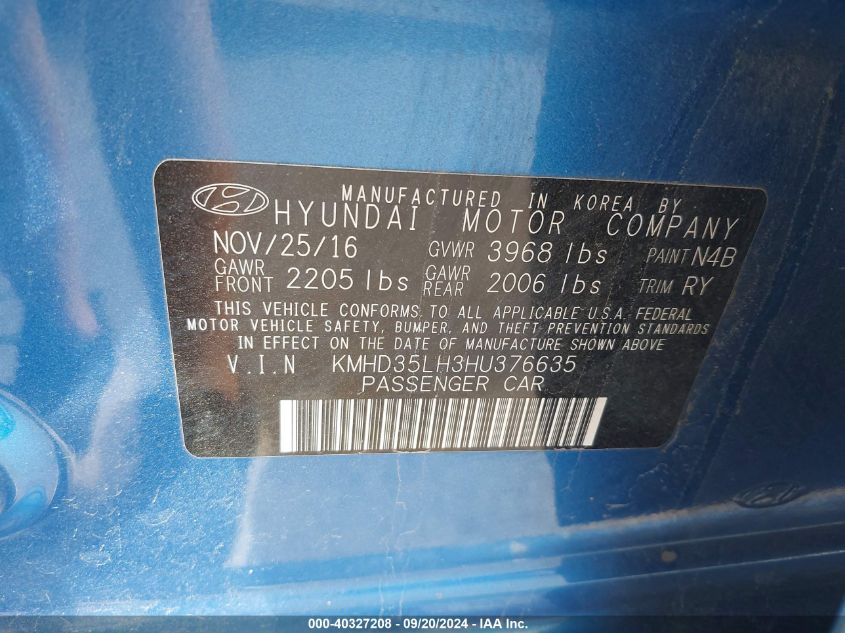 MANUFACTURED IN KOREA BY
HYUNDAI MOTOR COMPANY
NOV/25/16 GVWR 3968 lbs PAINT N4B
GAWR FRONT 2205 lbs GAWR REAR 2006 lbs TRIM RY
THIS VEHICLE CONFORMS TO ALL APPLICABLE U.S.A. FEDERAL
MOTOR VEHICLE SAFETY, BUMPER, AND THEFT PREVENTION STANDARDS
IN EFFECT ON THE DATE OF MANUFACTURE SHOWN ABOVE
V.I.N KMHD35LH3HU376635
PASSENGER CAR
000-40327208 - 09/20/2024 - IAA Inc.